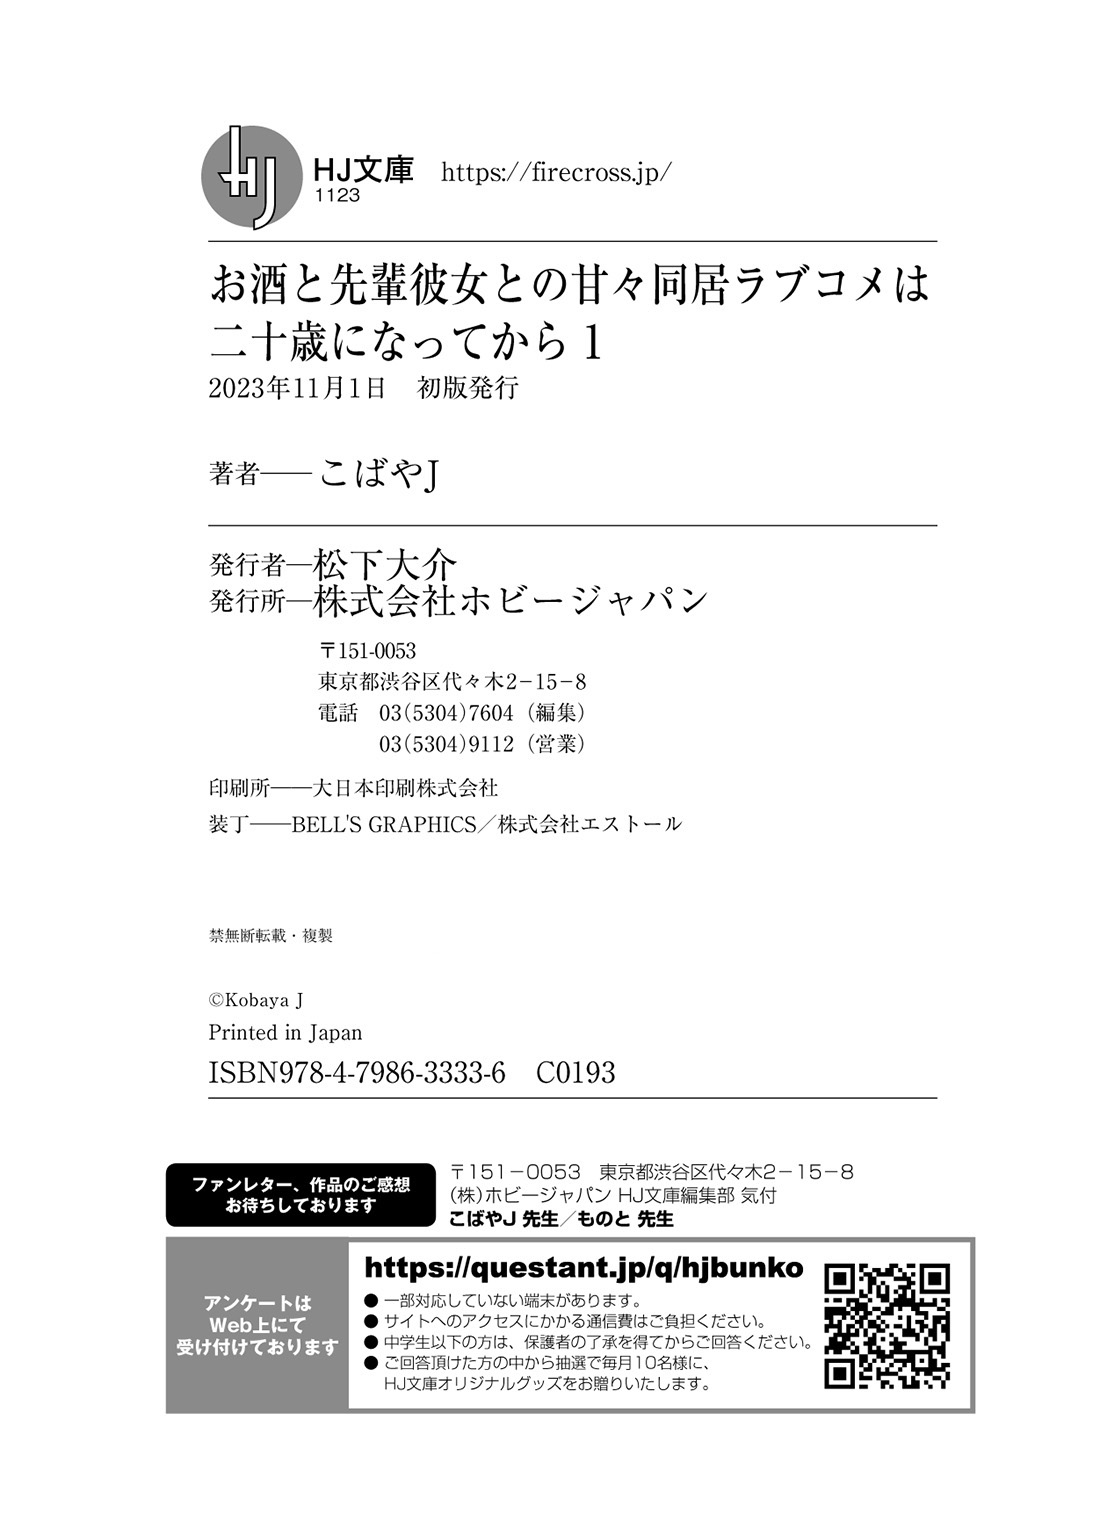 HJ
HJ文庫 https://firecross.jp/
1123
お酒と先輩彼女との甘々同居ラブコメは
二十歳になってから 1
2023年11月1日　初版発行
著者――こばやJ
発行者―松下大介
発行所―株式会社ホビージャパン
〒151-0053
東京都渋谷区代々木2－15－8
電話　03(5304)7604（編集）
03(5304)9112（営業）
印刷所――大日本印刷株式会社
装丁――BELL'S GRAPHICS／株式会社エストール
禁無断転載・複製
©Kobaya J
Printed in Japan
ISBN978-4-7986-3333-6　C0193
ファンレター、作品のご感想
お待ちしております
〒151－0053　東京都渋谷区代々木2－15－8
(株)ホビージャパン HJ文庫編集部 気付
こばやJ 先生／ものと 先生
アンケートは
Web上にて
受け付けております
https://questant.jp/q/hjbunko
● 一部対応していない端末があります。
● サイトへのアクセスにかかる通信費はご負担ください。
● 中学生以下の方は、保護者の了承を得てからご回答ください。
● ご回答頂けた方の中から抽選で毎月10名様に、
HJ文庫オリジナルグッズをお贈りいたします。